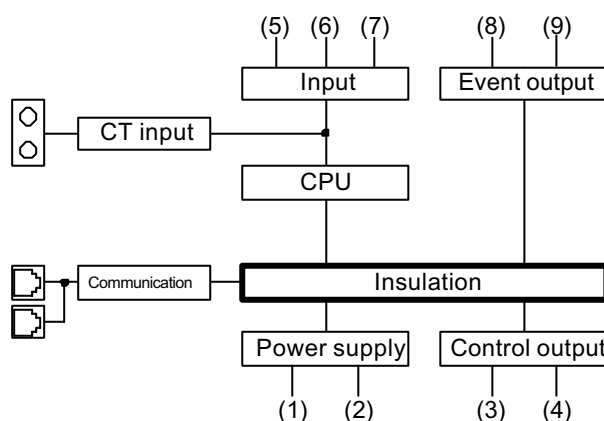 (5) (6) (7) (8) (9)
Input Event output
CT input
CPU
Communication Insulation
Power supply Control output
(1) (2) (3) (4)